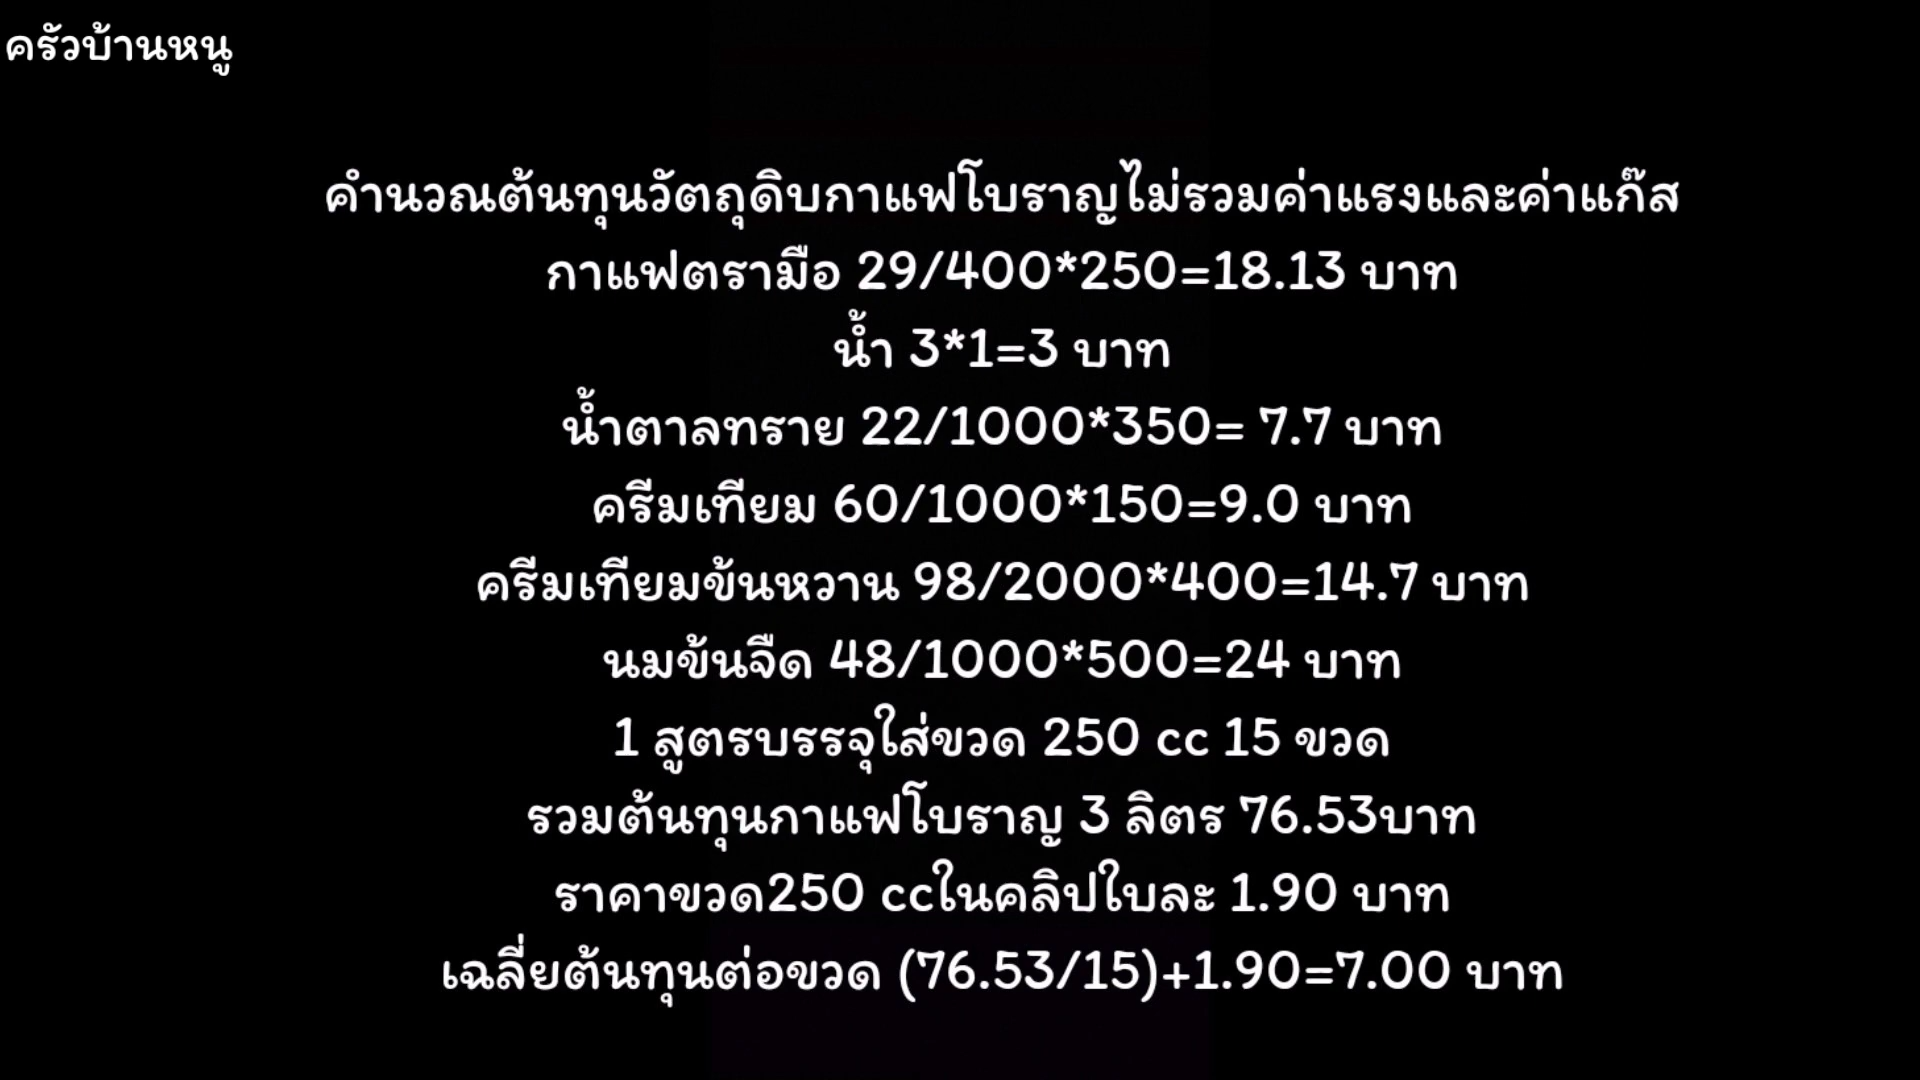 ครัวบ้านหนู
คำนวณต้นทุนวัตถุดิบกาแฟโบราญไม่รวมค่าแรงและค่าแก๊ส
กาแฟตรามือ 29/400*250=18.13 บาท
น้ำ 3*1=3 บาท
น้ำตาลทราย 22/1000*350= 7.7 บาท
ครีมเทียม 60/1000*150=9.0 บาท
ครีมเทียมข้นหวาน 98/2000*400=14.7 บาท
นมข้นจืด 48/1000*500=24 บาท
1 สูตรบรรจุใส่ขวด 250 cc 15 ขวด
รวมต้นทุนกาแฟโบราญ 3 ลิตร 76.53บาท
ราคาขวด250 ccในคลิปใบละ 1.90 บาท
เฉลี่ยต้นทุนต่อขวด (76.53/15)+1.90=7.00 บาท